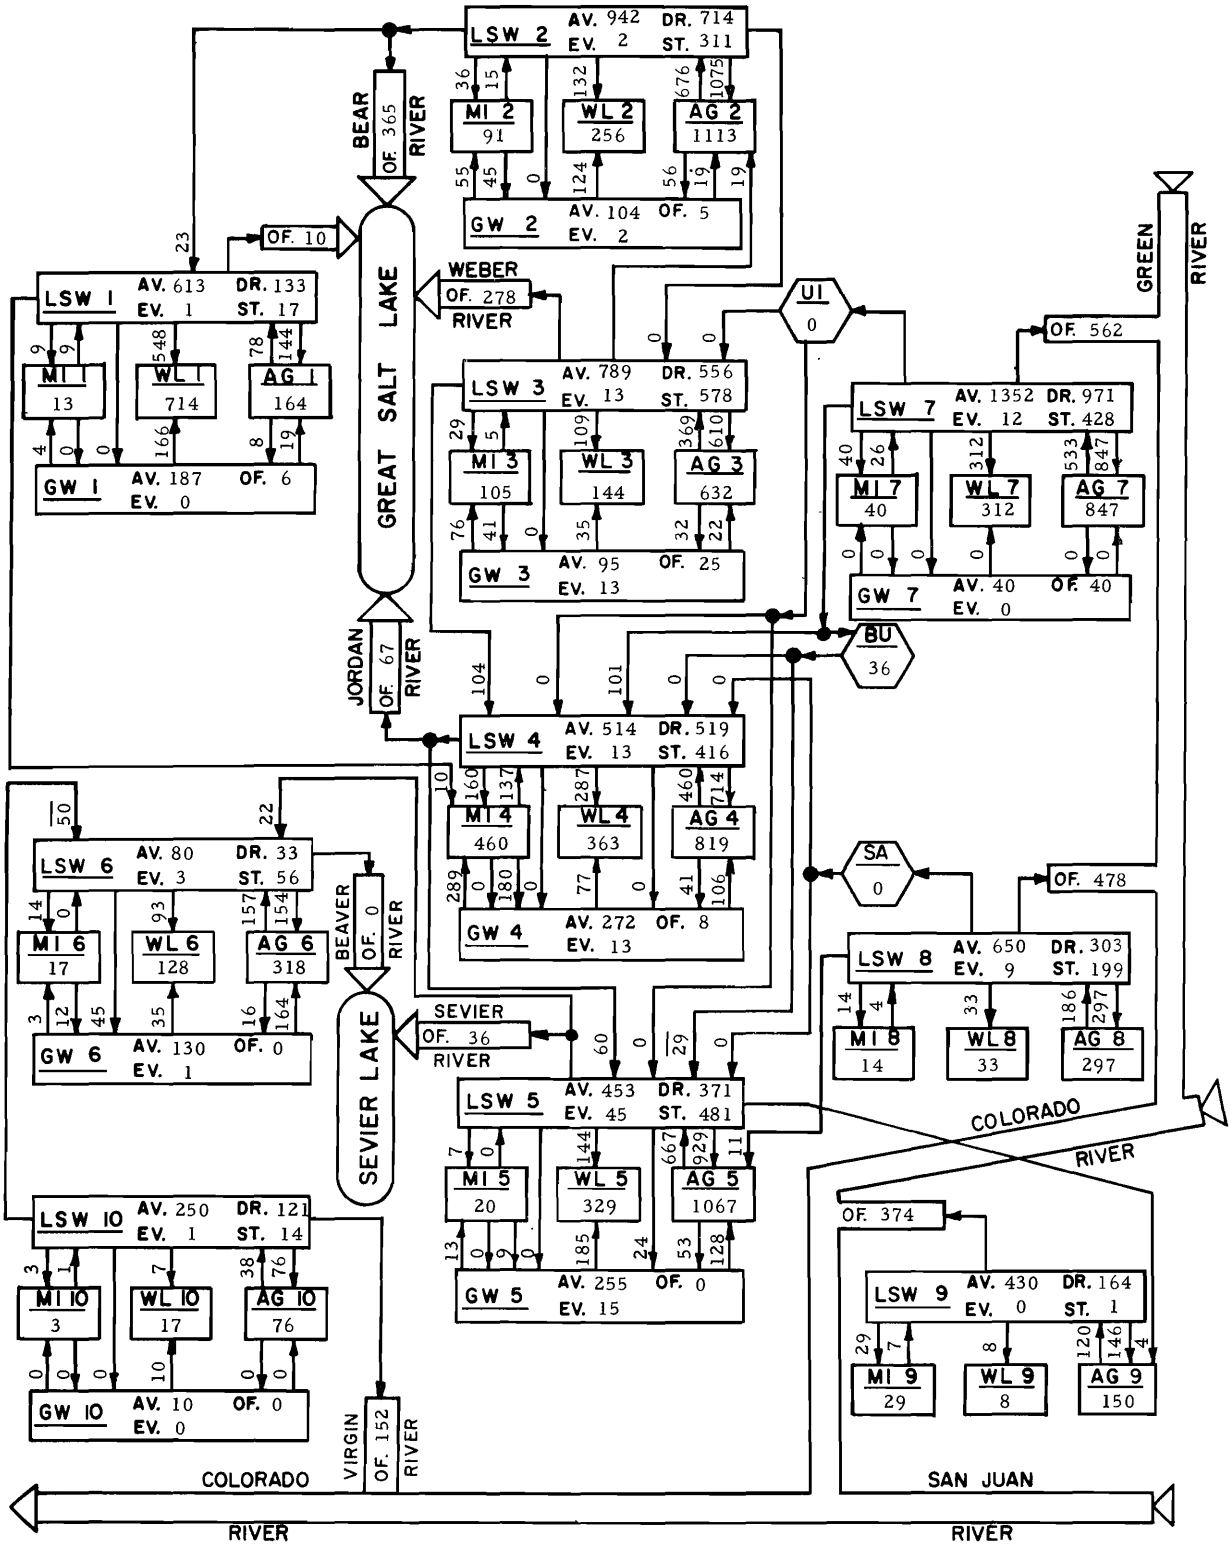 LSW 2 AV. 942 DR. 714
EV. 2 ST. 311
36 15 132 676 1075
MI 2 WL 2 AG 2
91 256 1113
55 45 0 124 56 19 19
GW 2 AV. 104 OF. 5
EV. 2
BEAR
OF. 365
RIVER
23
OF. 10
GREAT SALT LAKE
WEBER
OF. 278
RIVER
LSW 1 AV. 613 DR. 133
EV. 1 ST. 17
9 9 548 78 144
MI 1 WL 1 AG 1
13 714 164
4 0 0 166 8 19
GW 1 AV. 187 OF. 6
EV. 0
UI
0
0 0
GREEN
RIVER
OF. 562
LSW 3 AV. 789 DR. 556
EV. 13 ST. 578
29 5 109 369 610
MI 3 WL 3 AG 3
105 144 632
76 41 0 35 32 22
GW 3 AV. 95 OF. 25
EV. 13
LSW 7 AV. 1352 DR. 971
EV. 12 ST. 428
40 26 312 533 847
MI 7 WL 7 AG 7
40 312 847
0 0 0 0 0 0
GW 7 AV. 40 OF. 40
EV. 0
BU
36
JORDAN
OF. 67
RIVER
104 0 101 0 0
LSW 4 AV. 514 DR. 519
EV. 13 ST. 416
10 160 137 287 460 714
MI 4 WL 4 AG 4
460 363 819
289 0 180 0 77 0 41 106
GW 4 AV. 272 OF. 8
EV. 13
50 22
LSW 6 AV. 80 DR. 33
EV. 3 ST. 56
14 0 93 157 154
MI 6 WL 6 AG 6
17 128 318
3 12 45 35 16 164
GW 6 AV. 130 OF. 0
EV. 1
BEAVER
OF. 0
RIVER
SEVIER LAKE
SEVIER
OF. 36
RIVER
SA
0
OF. 478
LSW 8 AV. 650 DR. 303
EV. 9 ST. 199
14 4 33 186 297
MI 8 WL 8 AG 8
14 33 297
60 0 29 0
LSW 5 AV. 453 DR. 371
EV. 45 ST. 481
7 0 144 667 929 11
MI 5 WL 5 AG 5
20 329 1067
13 0 9 0 185 24 53 128
GW 5 AV. 255 OF. 0
EV. 15
COLORADO
RIVER
OF. 374
LSW 10 AV. 250 DR. 121
EV. 1 ST. 14
3 1 7 38 76
MI 10 WL 10 AG 10
3 17 76
0 0 0 10 0 0
GW 10 AV. 10 OF. 0
EV. 0
VIRGIN
OF. 152
RIVER
LSW 9 AV. 430 DR. 164
EV. 0 ST. 1
29 7 8 120 146 4
MI 9 WL 9 AG 9
29 8 150
COLORADO
RIVER
SAN JUAN
RIVER